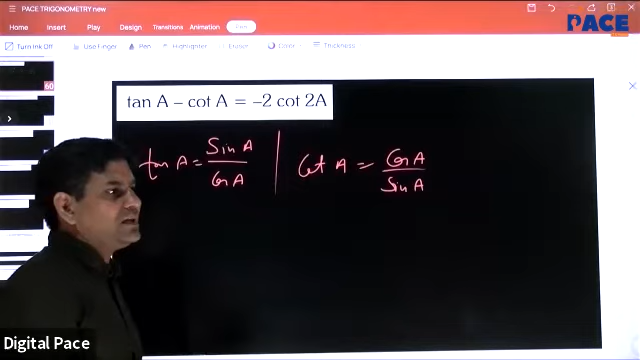 PACE TRIGONOMETRY new
Home Insert Play Design Transitions Animation Pen
Turn Ink Off Use Finger Pen Highlighter Eraser Color Thickness
PACE
60
tan A – cot A = –2 cot 2A
tan A = Sin A / Cos A | Cot A = Cos A / Sin A
Digital Pace